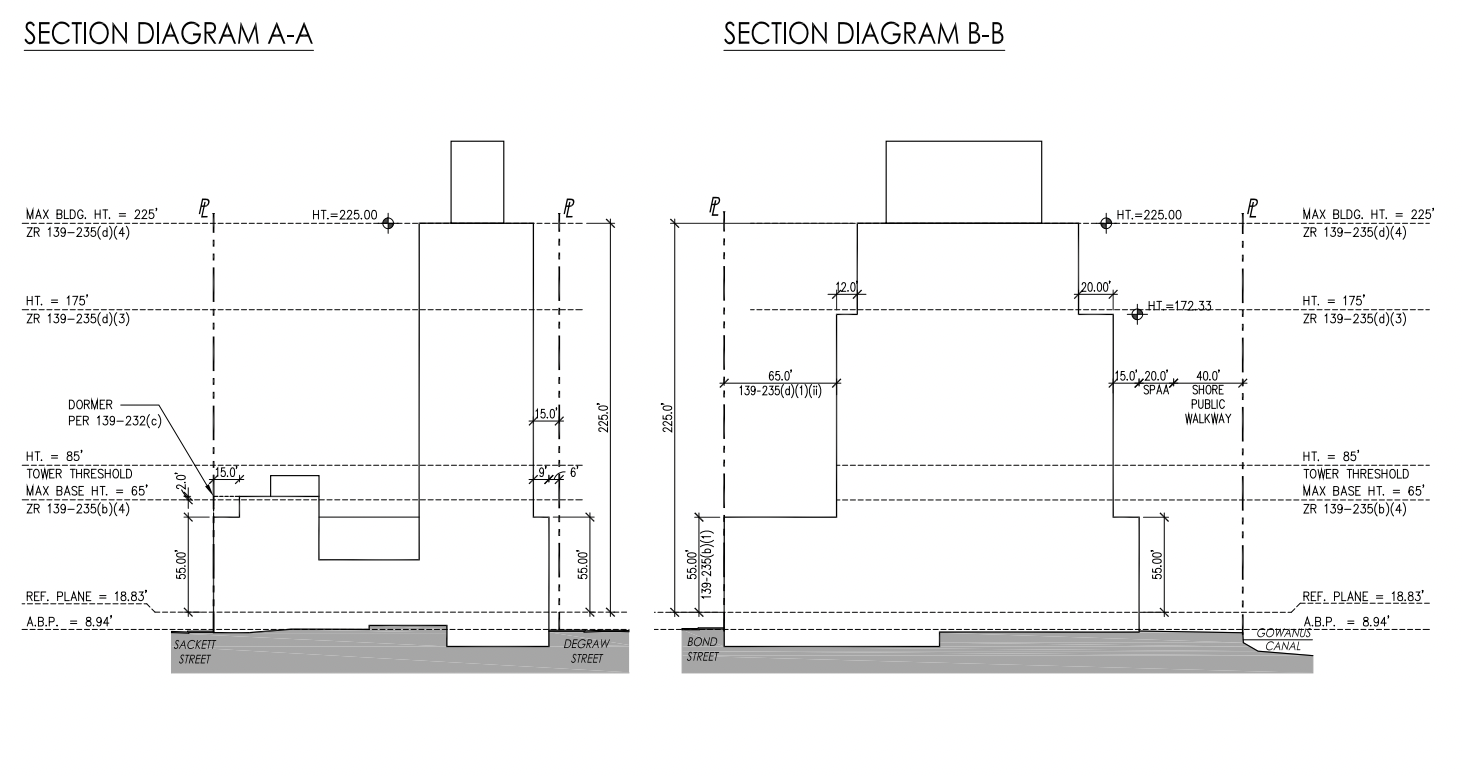 SECTION DIAGRAM A-A
SECTION DIAGRAM B-B
MAX BLDG. HT. = 225'
ZR 139-235(d)(4)
HT.=225.00
HT. = 175'
ZR 139-235(d)(3)
DORMER
PER 139-232(c)
15.0'
225.0'
HT. = 85'
TOWER THRESHOLD
MAX BASE HT. = 65'
ZR 139-235(b)(4)
2.0'
15.0'
9'
6'
55.00'
55.00'
REF. PLANE = 18.83'
A.B.P. = 8.94'
SACKETT
STREET
DEGRAW
STREET
HT.=225.00
MAX BLDG. HT. = 225'
ZR 139-235(d)(4)
12.0'
20.00'
HT.=172.33
HT. = 175'
ZR 139-235(d)(3)
65.0'
139-235(d)(1)(ii)
15.0'
20.0'
SPAA
40.0'
SHORE
PUBLIC
WALKWAY
225.0'
HT. = 85'
TOWER THRESHOLD
MAX BASE HT. = 65'
ZR 139-235(b)(4)
55.00'
139-235(b)(1)
55.00'
REF. PLANE = 18.83'
A.B.P. = 8.94'
BOND
STREET
GOWANUS
CANAL